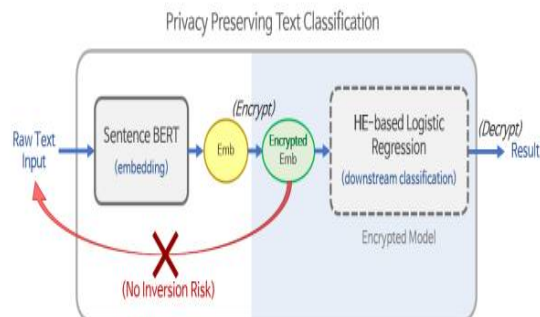 Privacy Preserving Text Classification
Raw Text
Input
Sentence BERT
(embedding)
Emb
(Encrypt)
Encrypted
Emb
HE-based Logistic
Regression
(downstream classification)
Encrypted Model
(Decrypt)
Result
(No Inversion Risk)